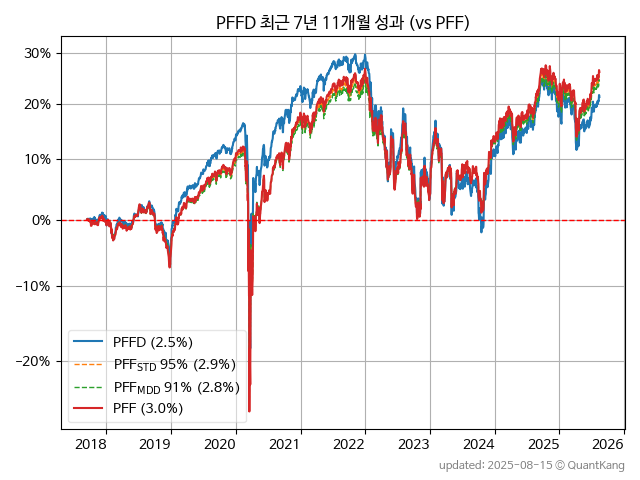 PFFD 최근 7년 11개월 성과 (vs PFF)
30%
20%
10%
0%
−10%
−20%
PFFD (2.5%)
PFF_STD 95% (2.9%)
PFF_MDD 91% (2.8%)
PFF (3.0%)
2018 2019 2020 2021 2022 2023 2024 2025 2026
updated: 2025-08-15 ⓒ QuantKang